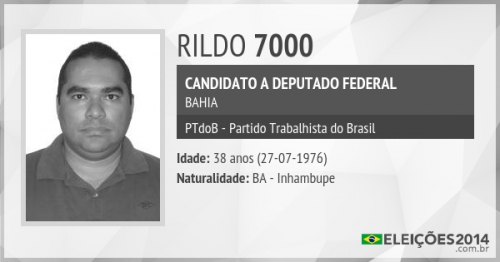 RILDO 7000
CANDIDATO A DEPUTADO FEDERAL
BAHIA
PTdoB - Partido Trabalhista do Brasil
Idade: 38 anos (27-07-1976)
Naturalidade: BA - Inhambupe
ELEIÇÕES2014
.com.br